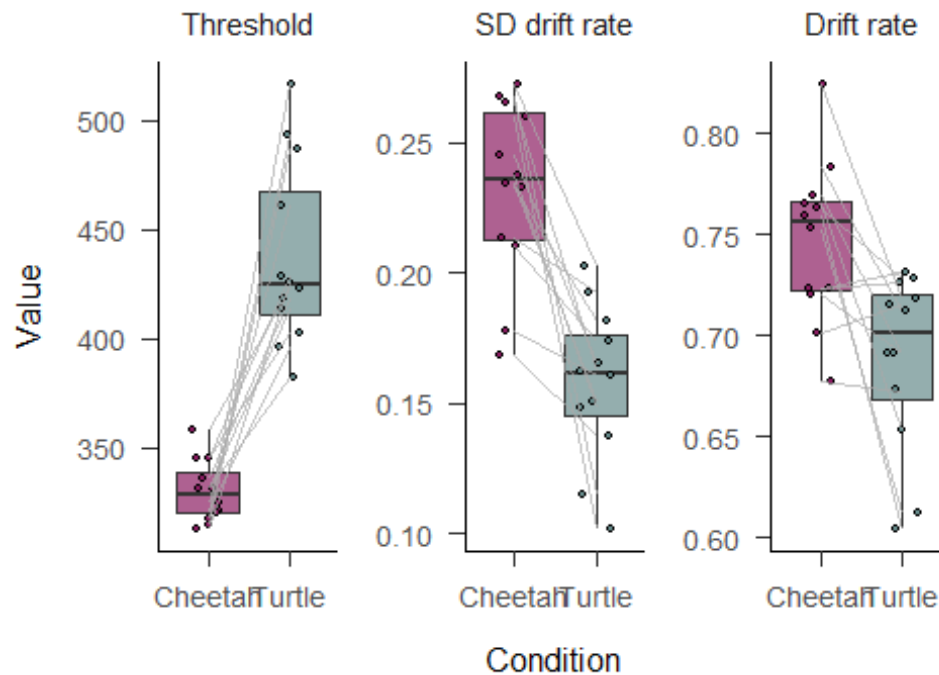 Threshold
SD drift rate
Drift rate
Value
500
450
400
350
0.25
0.20
0.15
0.10
0.80
0.75
0.70
0.65
0.60
Cheetah Turtle
Cheetah Turtle
Cheetah Turtle
Condition